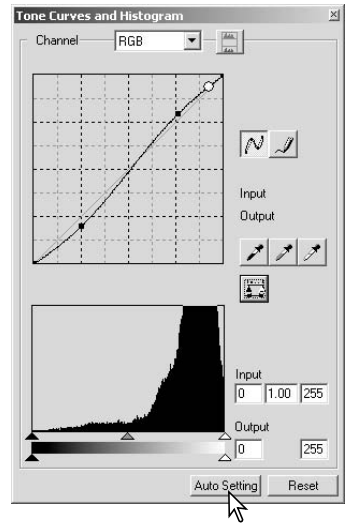 Tone Curves and Histogram
Channel RGB
Input
Output
Input
0 1.00 255
Output
0 255
Auto Setting Reset